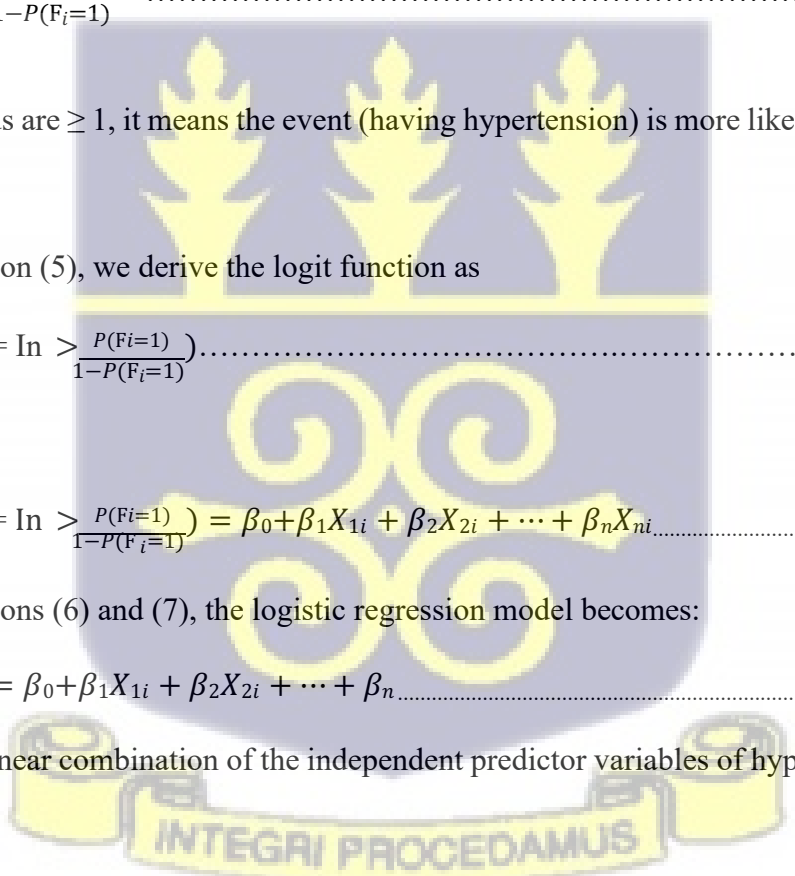 1−P(Fᵢ=1) ……………………………………………………
s are ≥ 1, it means the event (having hypertension) is more like
on (5), we derive the logit function as
= In > P(Fi=1)/1−P(Fᵢ=1))……………………………………………………
= In > P(Fi=1)/1−P(Fᵢ=1)) = β₀+β₁X₁ᵢ + β₂X₂ᵢ + ⋯ + βₙXₙᵢ..............................
ons (6) and (7), the logistic regression model becomes:
= β₀+β₁X₁ᵢ + β₂X₂ᵢ + ⋯ + βₙ............................................................
near combination of the independent predictor variables of hyp
INTEGRI PROCEDAMUS